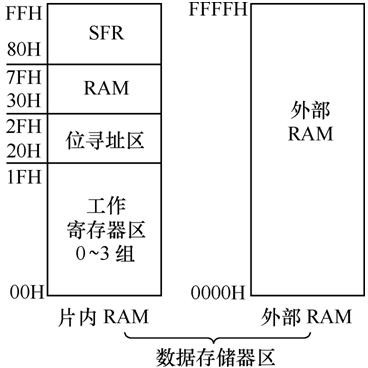 FFH
SFR
80H
7FH
RAM
30H
2FH
位寻址区
20H
1FH
工作
寄存器区
0~3 组
00H
片内 RAM
FFFFH
外部
RAM
0000H
外部 RAM
数据存储器区